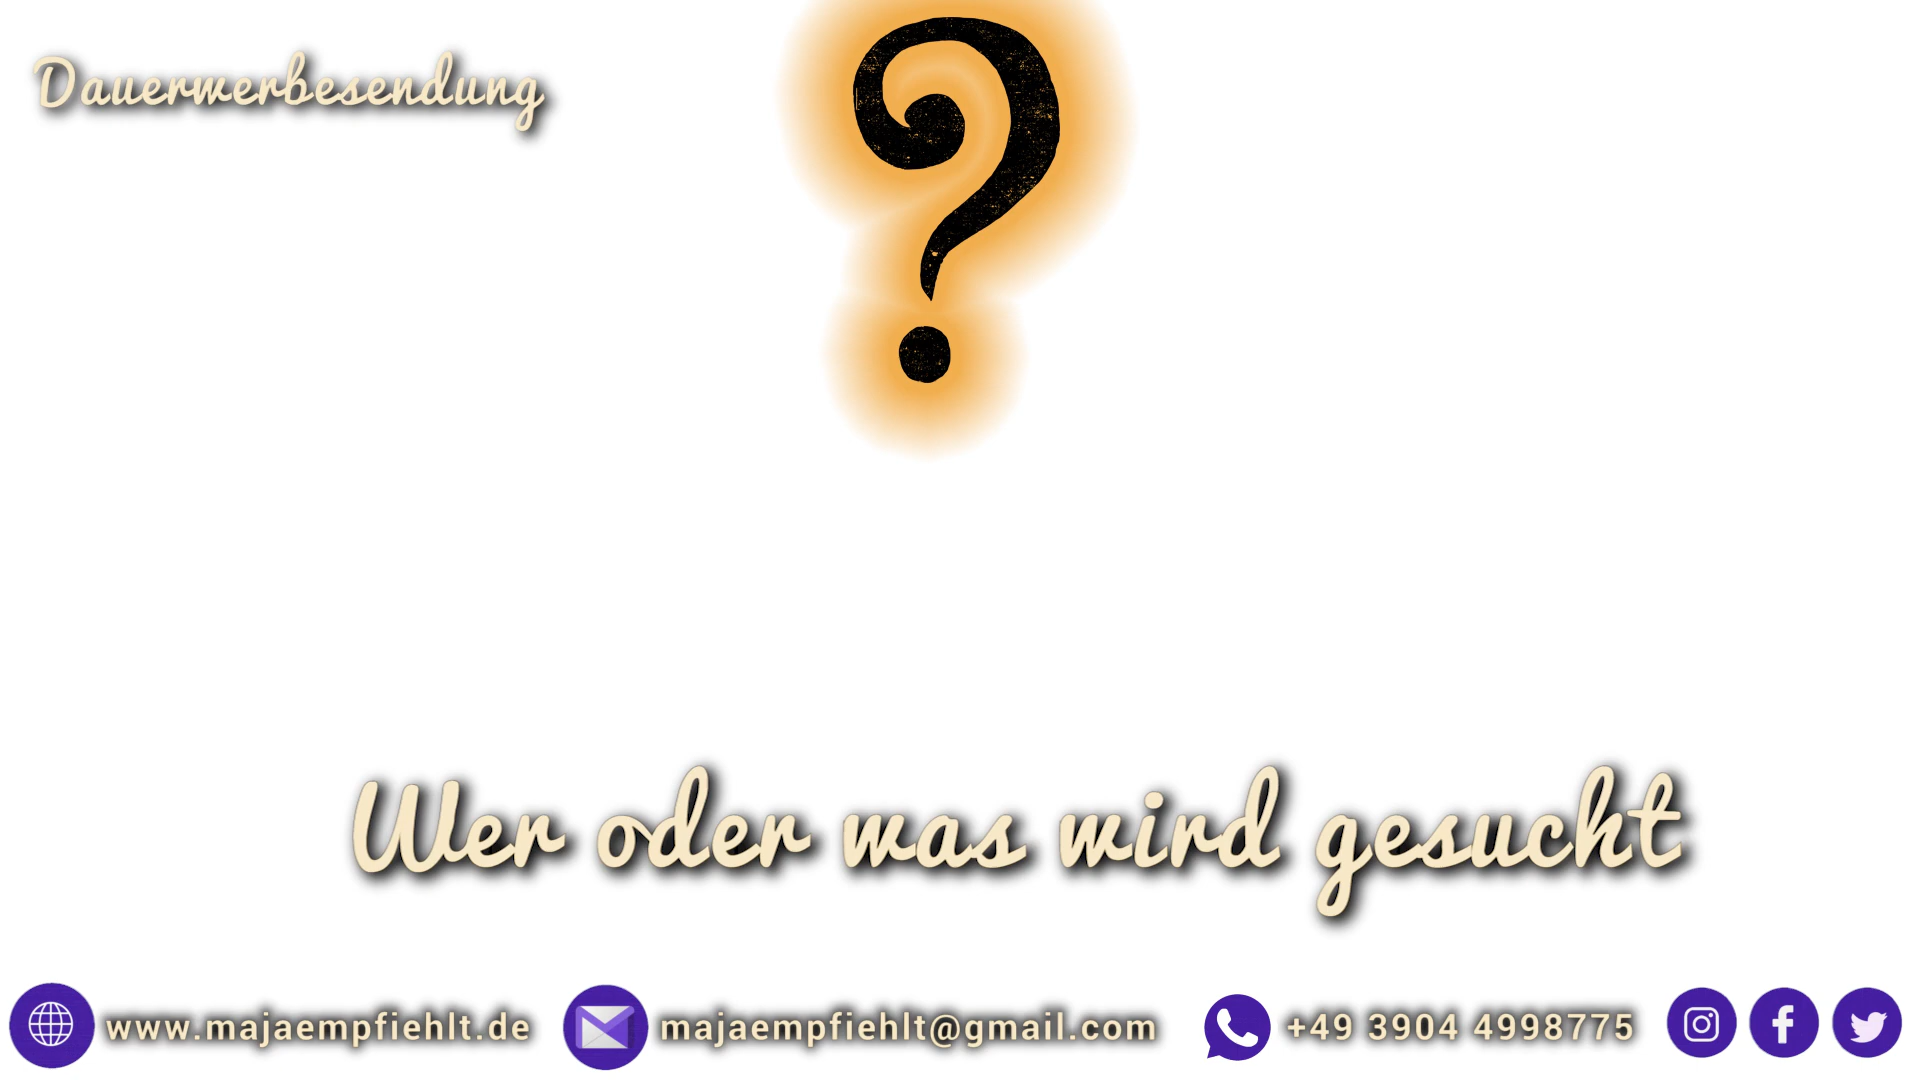 Dauerwerbesendung
?
Wer oder was wird gesucht
www.majaempfiehlt.de majaempfiehlt@gmail.com +49 3904 4998775